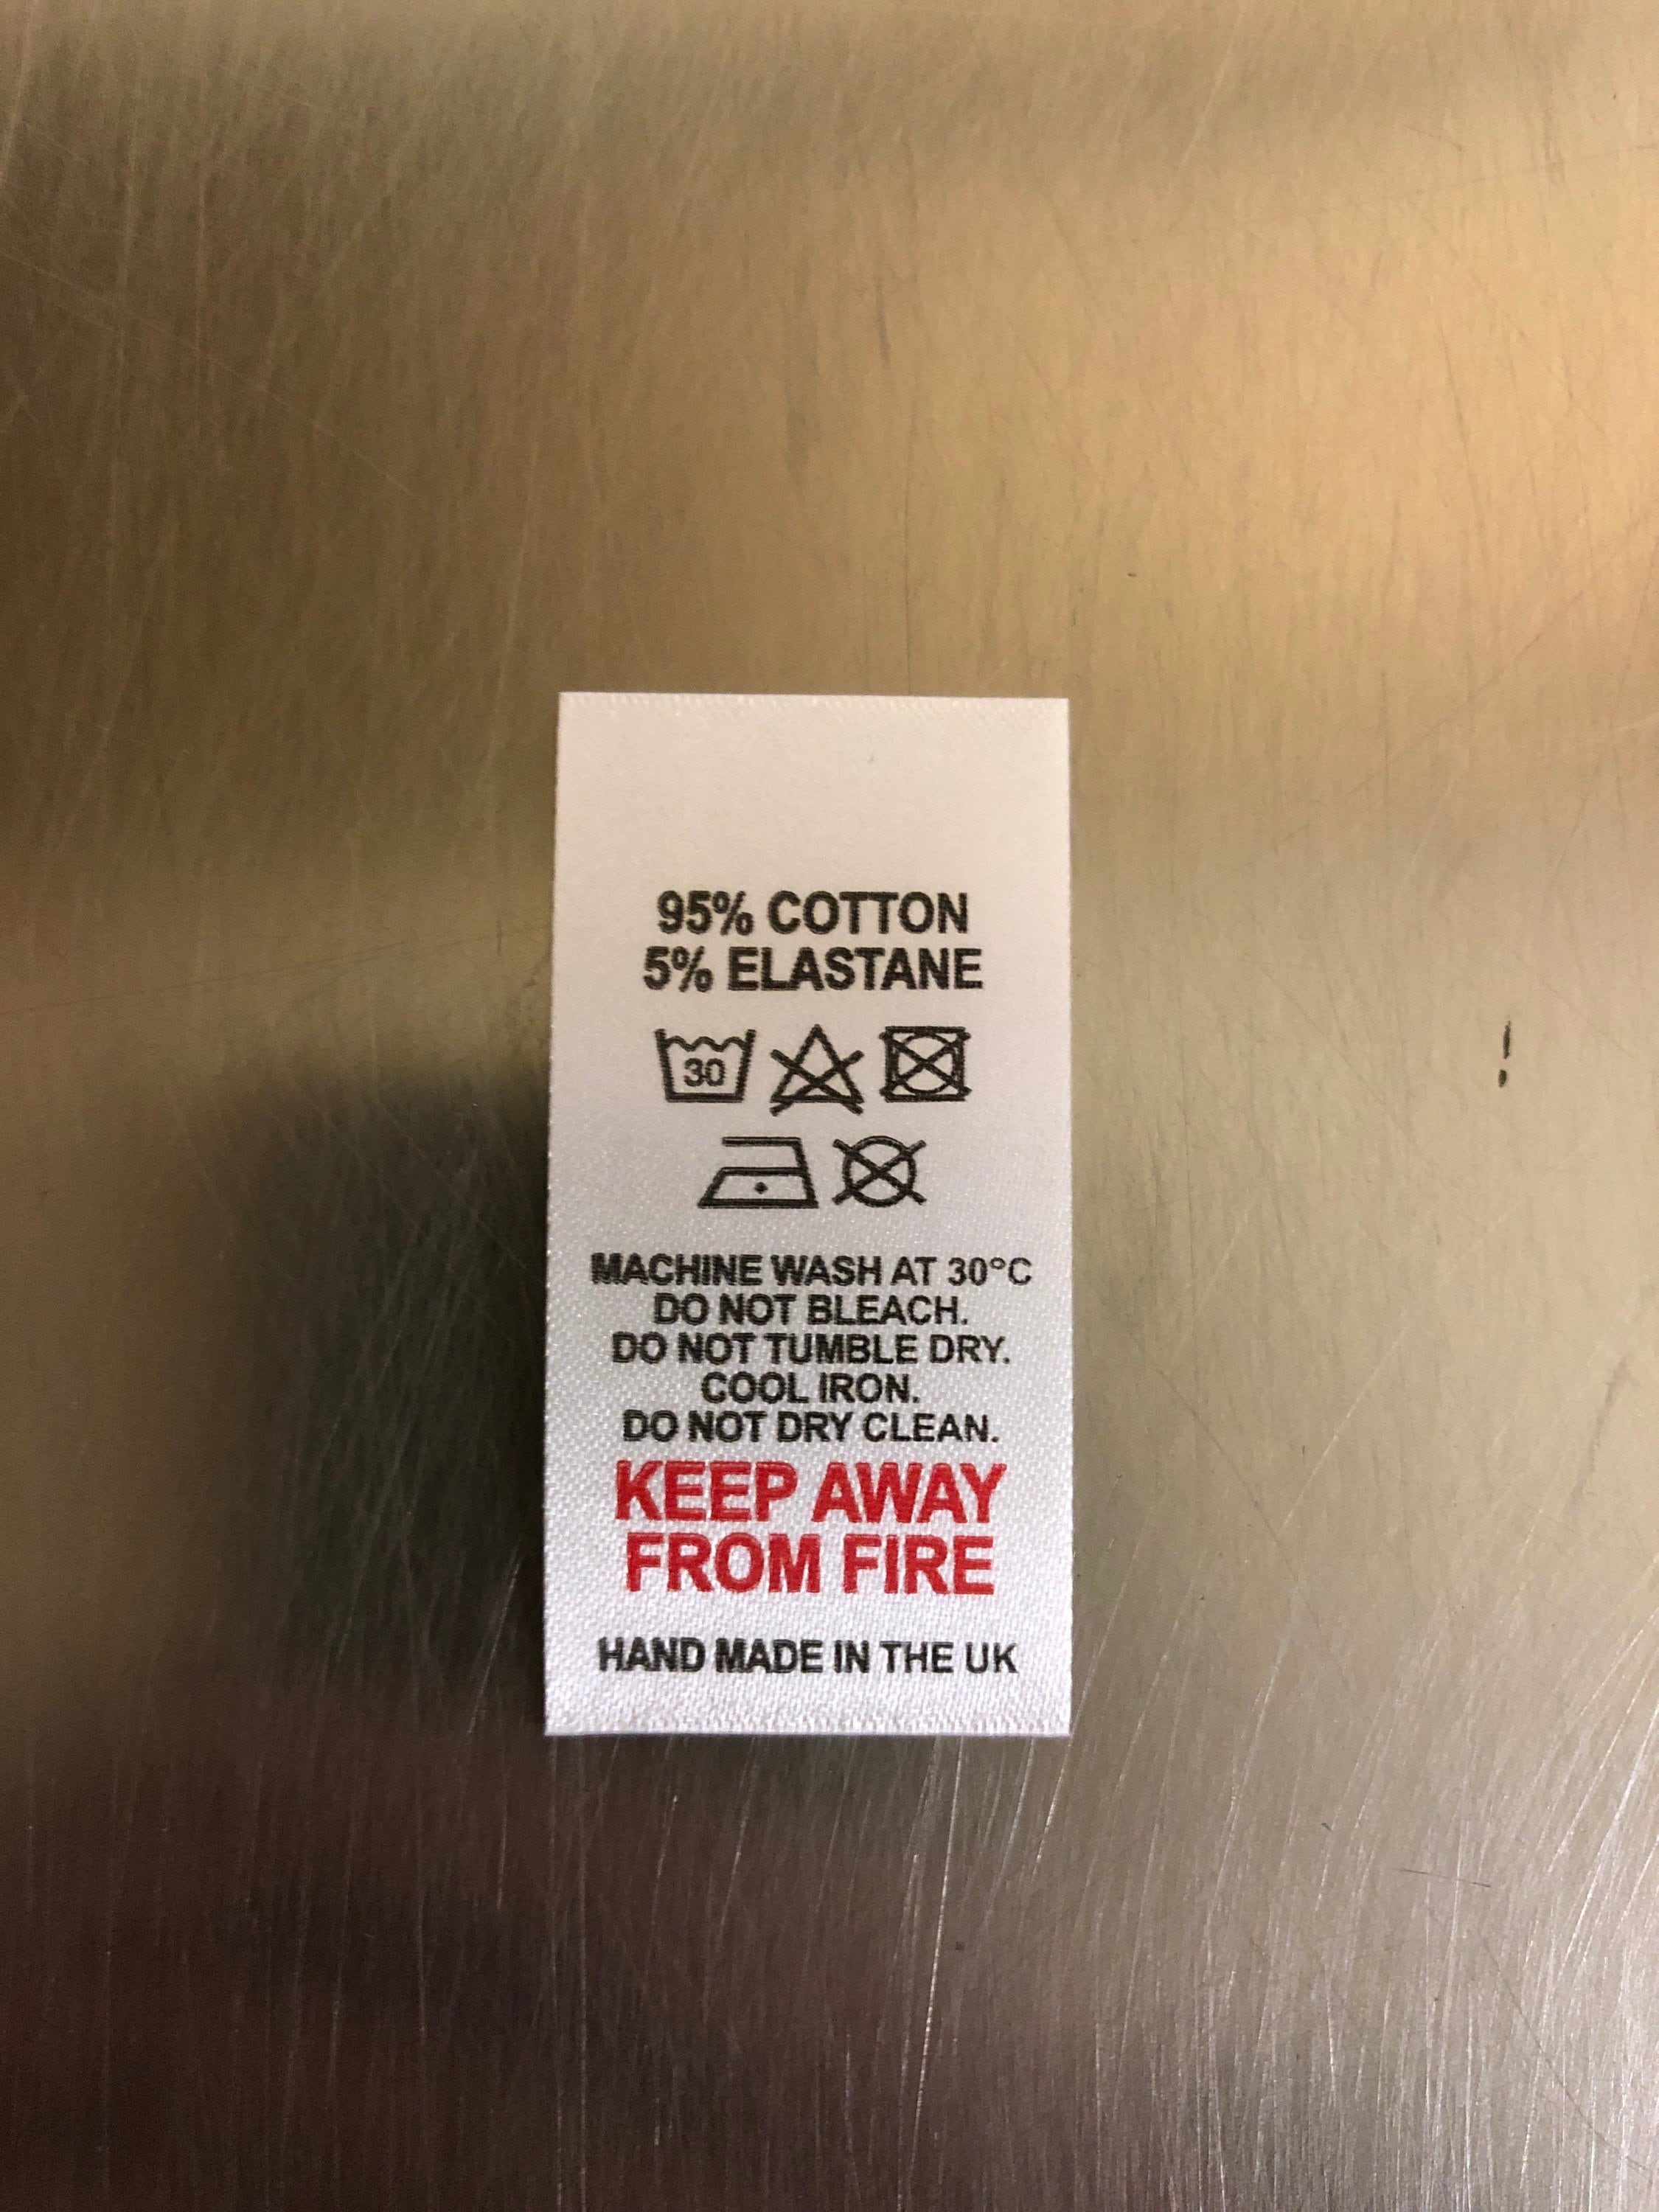 95% COTTON
5% ELASTANE
30
MACHINE WASH AT 30°C
DO NOT BLEACH.
DO NOT TUMBLE DRY.
COOL IRON.
DO NOT DRY CLEAN.
KEEP AWAY
FROM FIRE
HAND MADE IN THE UK